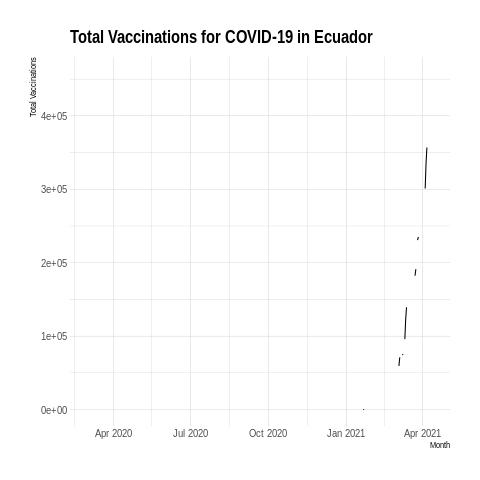 Total Vaccinations for COVID-19 in Ecuador
Total Vaccinations
4e+05
3e+05
2e+05
1e+05
0e+00
Apr 2020 Jul 2020 Oct 2020 Jan 2021 Apr 2021
Month